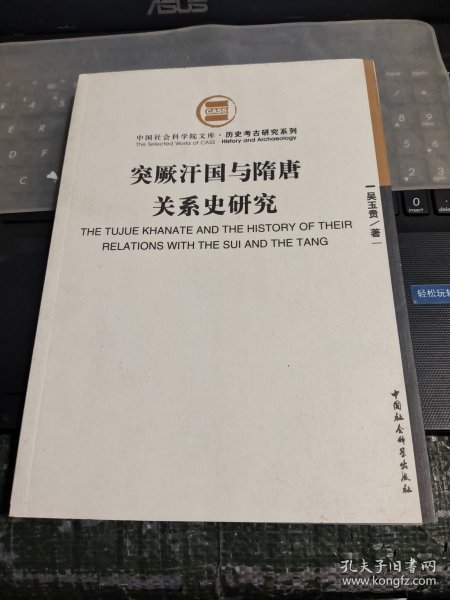 ASUS
CASS
中国社会科学院文库·历史考古研究系列
The Selected Works of CASS · History and Archaeology
突厥汗国与隋唐
关系史研究
THE TUJUE KHANATE AND THE HISTORY OF THEIR
RELATIONS WITH THE SUI AND THE TANG
吴玉贵/著
中国社会科学出版社
0
insert
轻松玩
孔夫子旧书网
www.kongfz.com